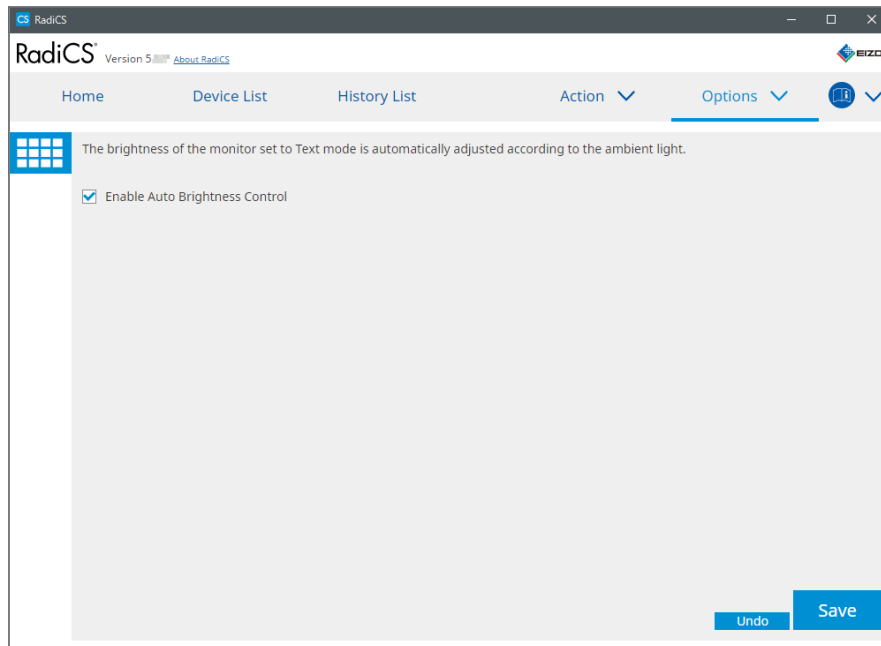 CS RadiCS
RadiCS® Version 5. About RadiCS EIZO
Home Device List History List Action Options
The brightness of the monitor set to Text mode is automatically adjusted according to the ambient light.
Enable Auto Brightness Control
Save
Undo